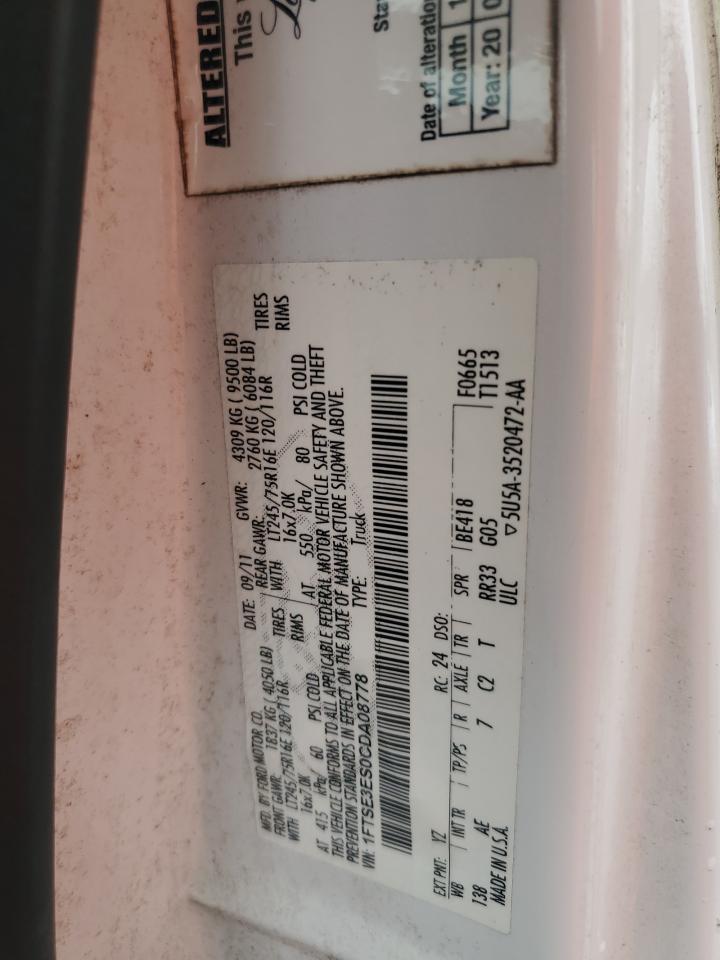 ALTERED
This
Sta
Date of alteration
Month 1
Year: 20 0
MFD. BY FORD MOTOR CO.
DATE: 09/11 GVWR: 4309 KG ( 9500 LB)
FRONT GAWR: 1837 KG ( 4050 LB) REAR GAWR: 2760 KG ( 6084 LB)
WITH LT245/75R16E 120/116R TIRES WITH LT245/75R16E 120/116R TIRES
16x7.0K RIMS 16x7.0K RIMS
AT 415 kPa/ 60 PSI COLD AT 550 kPa/ 80 PSI COLD
THIS VEHICLE CONFORMS TO ALL APPLICABLE FEDERAL MOTOR VEHICLE SAFETY AND THEFT
PREVENTION STANDARDS IN EFFECT ON THE DATE OF MANUFACTURE SHOWN ABOVE.
VIN: 1FTSE3ES0CDA08778 TYPE: Truck
F0665
T1513
EXT PNT: YZ RC: 24 DSO:
WB INT TR TP/PS R AXLE TR SPR BE418
138 AE 7 C2 T RR33 G05
MADE IN U.S.A. ULC ▽5U5A-3520472-AA